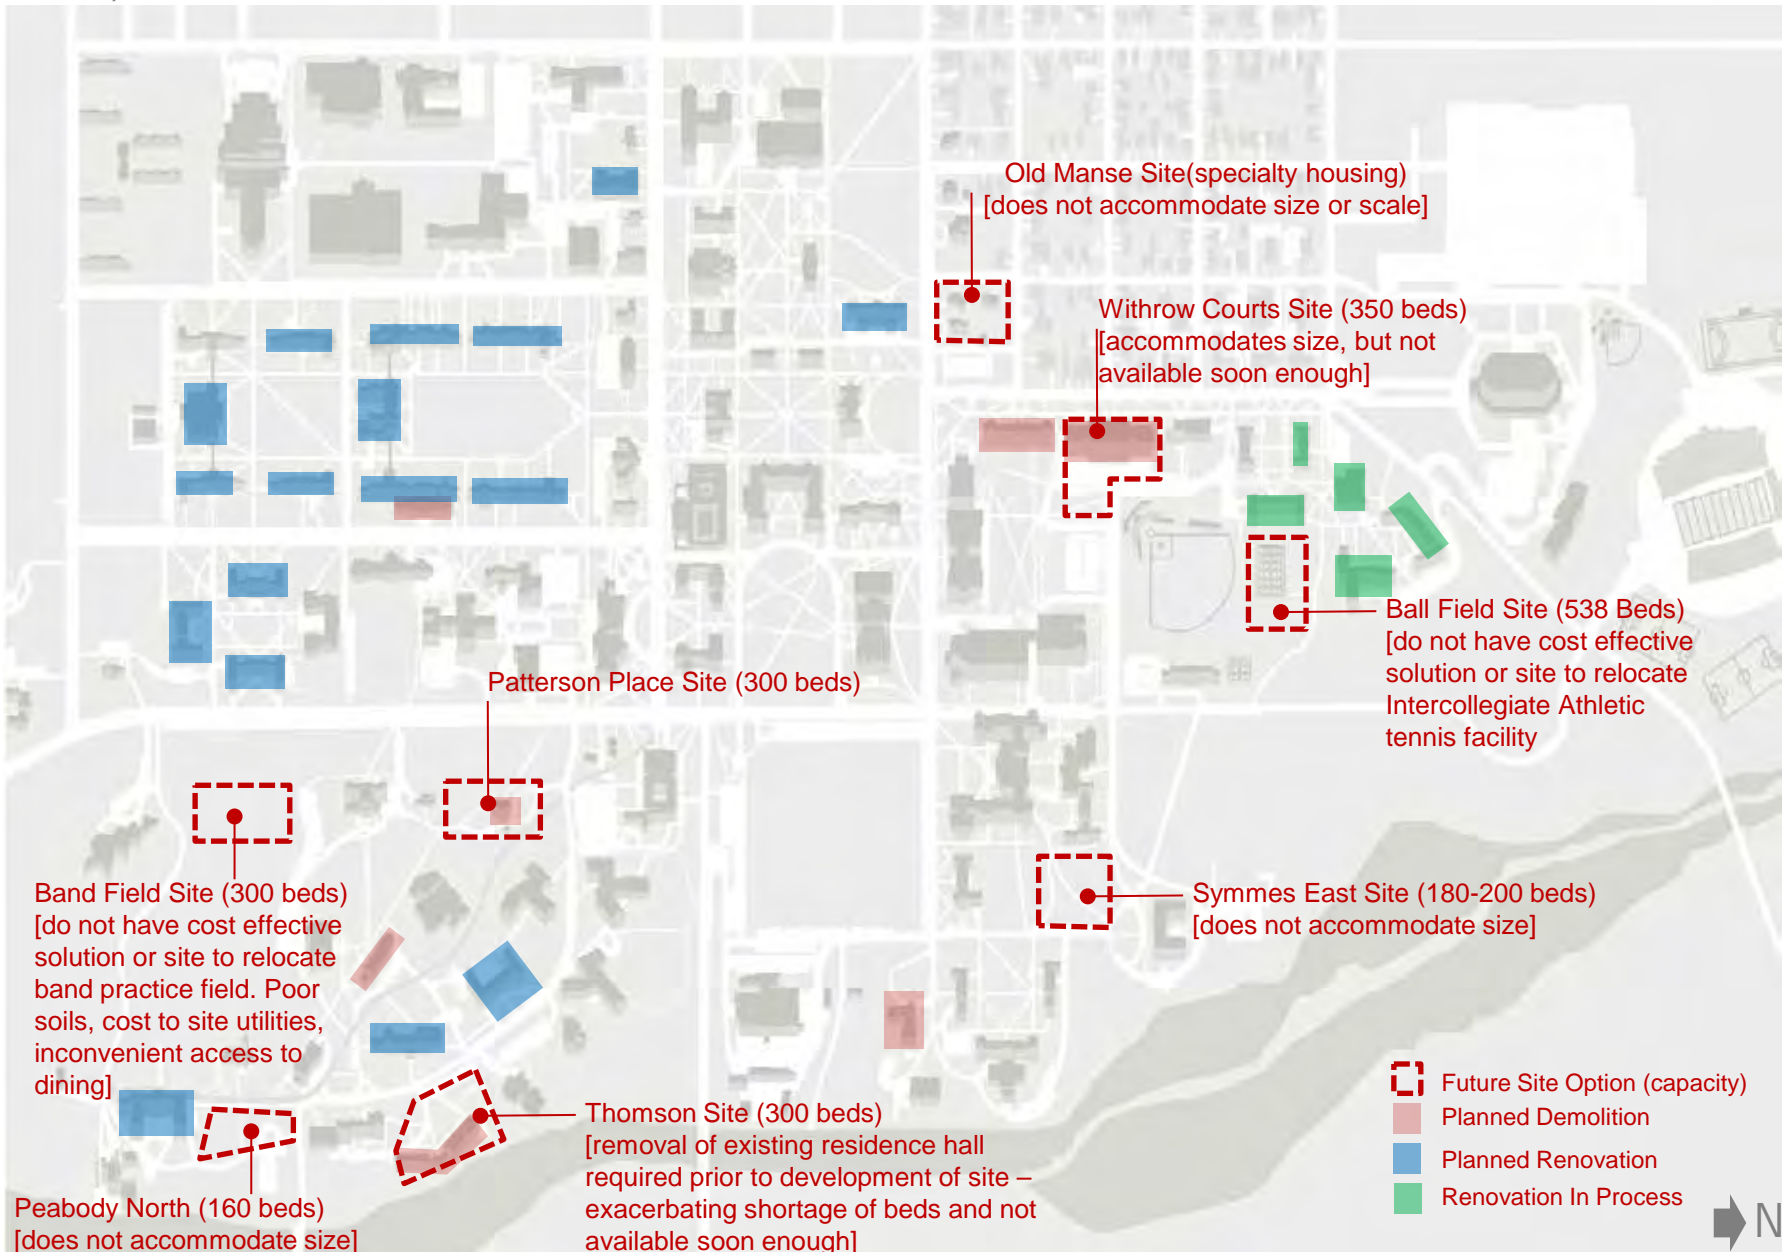 Old Manse Site(specialty housing)
[does not accommodate size or scale]
Withrow Courts Site (350 beds)
[accommodates size, but not
available soon enough]
Ball Field Site (538 Beds)
[do not have cost effective
solution or site to relocate
Intercollegiate Athletic
tennis facility
Patterson Place Site (300 beds)
Band Field Site (300 beds)
[do not have cost effective
solution or site to relocate
band practice field. Poor
soils, cost to site utilities,
inconvenient access to
dining]
Symmes East Site (180-200 beds)
[does not accommodate size]
Thomson Site (300 beds)
[removal of existing residence hall
required prior to development of site –
exacerbating shortage of beds and not
available soon enough]
Peabody North (160 beds)
[does not accommodate size]
Future Site Option (capacity)
Planned Demolition
Planned Renovation
Renovation In Process
N